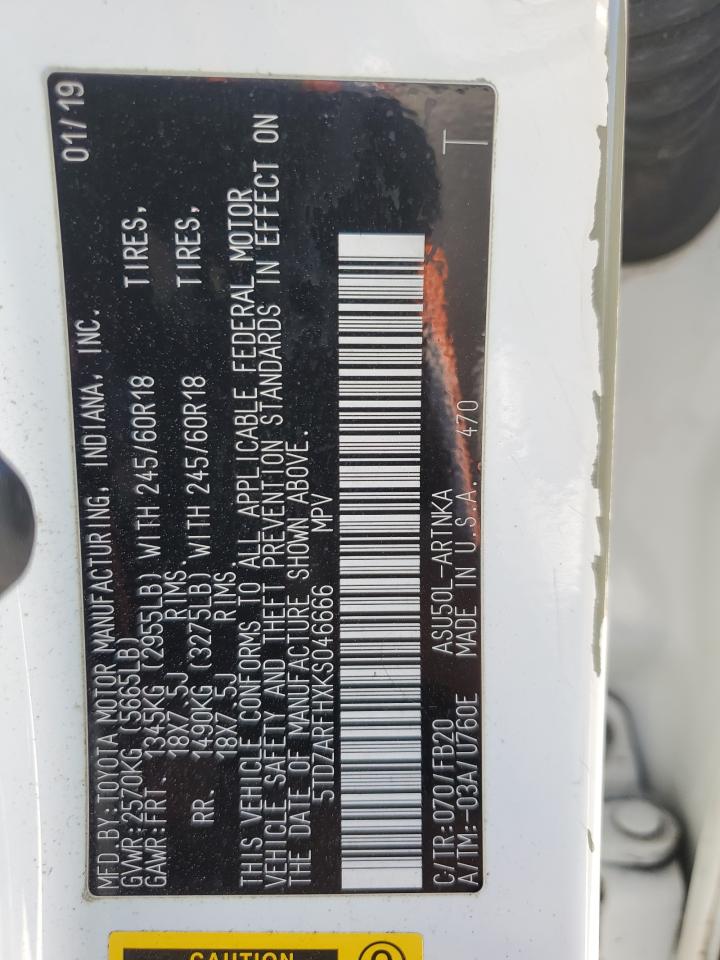 MFD.BY:TOYOTA MOTOR MANUFACTURING, INDIANA, INC. 01/19
GVWR:2570KG (5665LB)
GAWR:FRT. 1345KG (2955LB) WITH 245/60R18 TIRES,
18X7.5J RIMS.
RR. 1490KG (3275LB) WITH 245/60R18 TIRES,
18X7.5J RIMS.
THIS VEHICLE CONFORMS TO ALL APPLICABLE FEDERAL MOTOR
VEHICLE SAFETY AND THEFT PREVENTION STANDARDS IN EFFECT ON
THE DATE OF MANUFACTURE SHOWN ABOVE.
5TDZARFHXKS046666 MPV
C/TR:070/FB20 ASU50L-ARTNKA
A/TM:-03A/U760E MADE IN U.S.A. 470 T
CAUTION